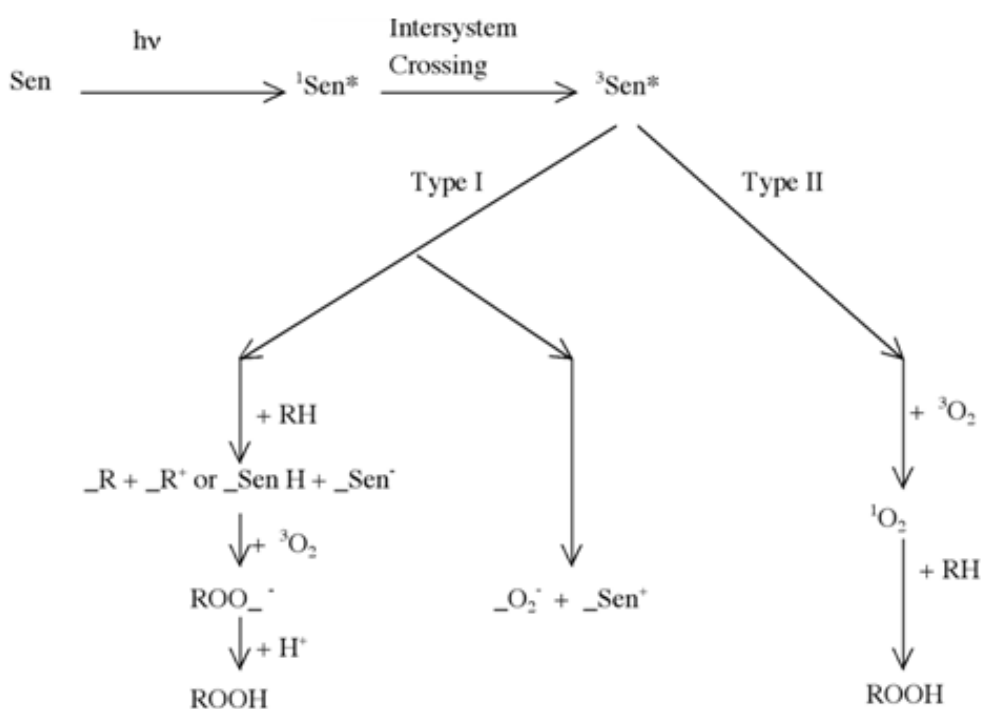 hν
Intersystem
Crossing
Sen
¹Sen*
³Sen*
Type I
Type II
+ RH
+ ³O₂
_R + _R⁺ or _Sen H + _Sen⁻
+ ³O₂
¹O₂
+ RH
ROO_ ⁻
_O₂⁻ + _Sen⁺
+ H⁺
ROOH
ROOH